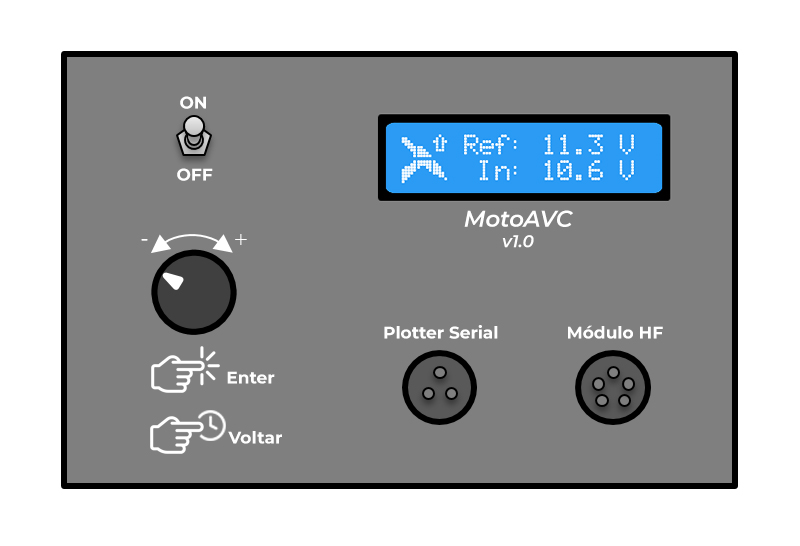 ON
OFF
- +
Enter
Voltar
Ref: 11.3 V
In: 10.6 V
MotoAVC
v1.0
Plotter Serial
Módulo HF